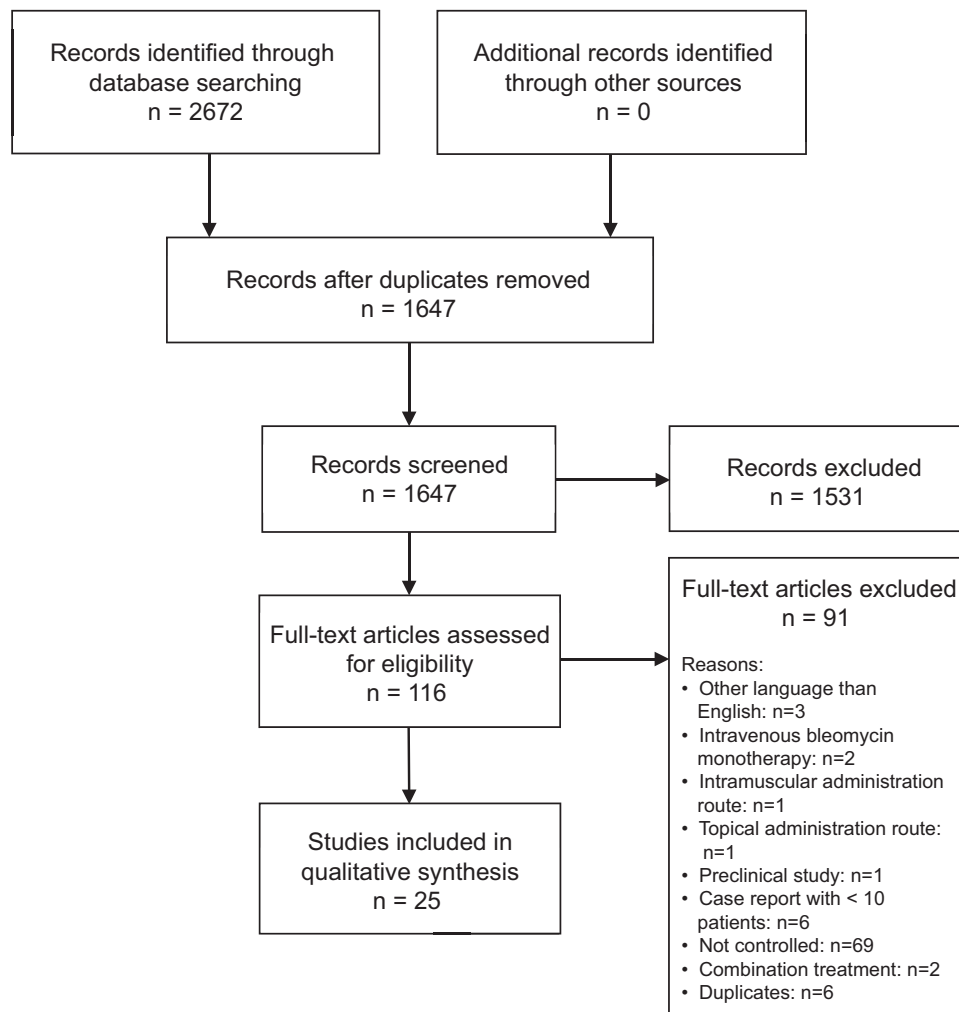 Records identified through
database searching
n = 2672
Additional records identified
through other sources
n = 0
Records after duplicates removed
n = 1647
Records screened
n = 1647
Records excluded
n = 1531
Full-text articles assessed
for eligibility
n = 116
Full-text articles excluded
n = 91
Reasons:
• Other language than
English: n=3
• Intravenous bleomycin
monotherapy: n=2
• Intramuscular administration
route: n=1
• Topical administration route:
n=1
• Preclinical study: n=1
• Case report with < 10
patients: n=6
• Not controlled: n=69
• Combination treatment: n=2
• Duplicates: n=6
Studies included in
qualitative synthesis
n = 25